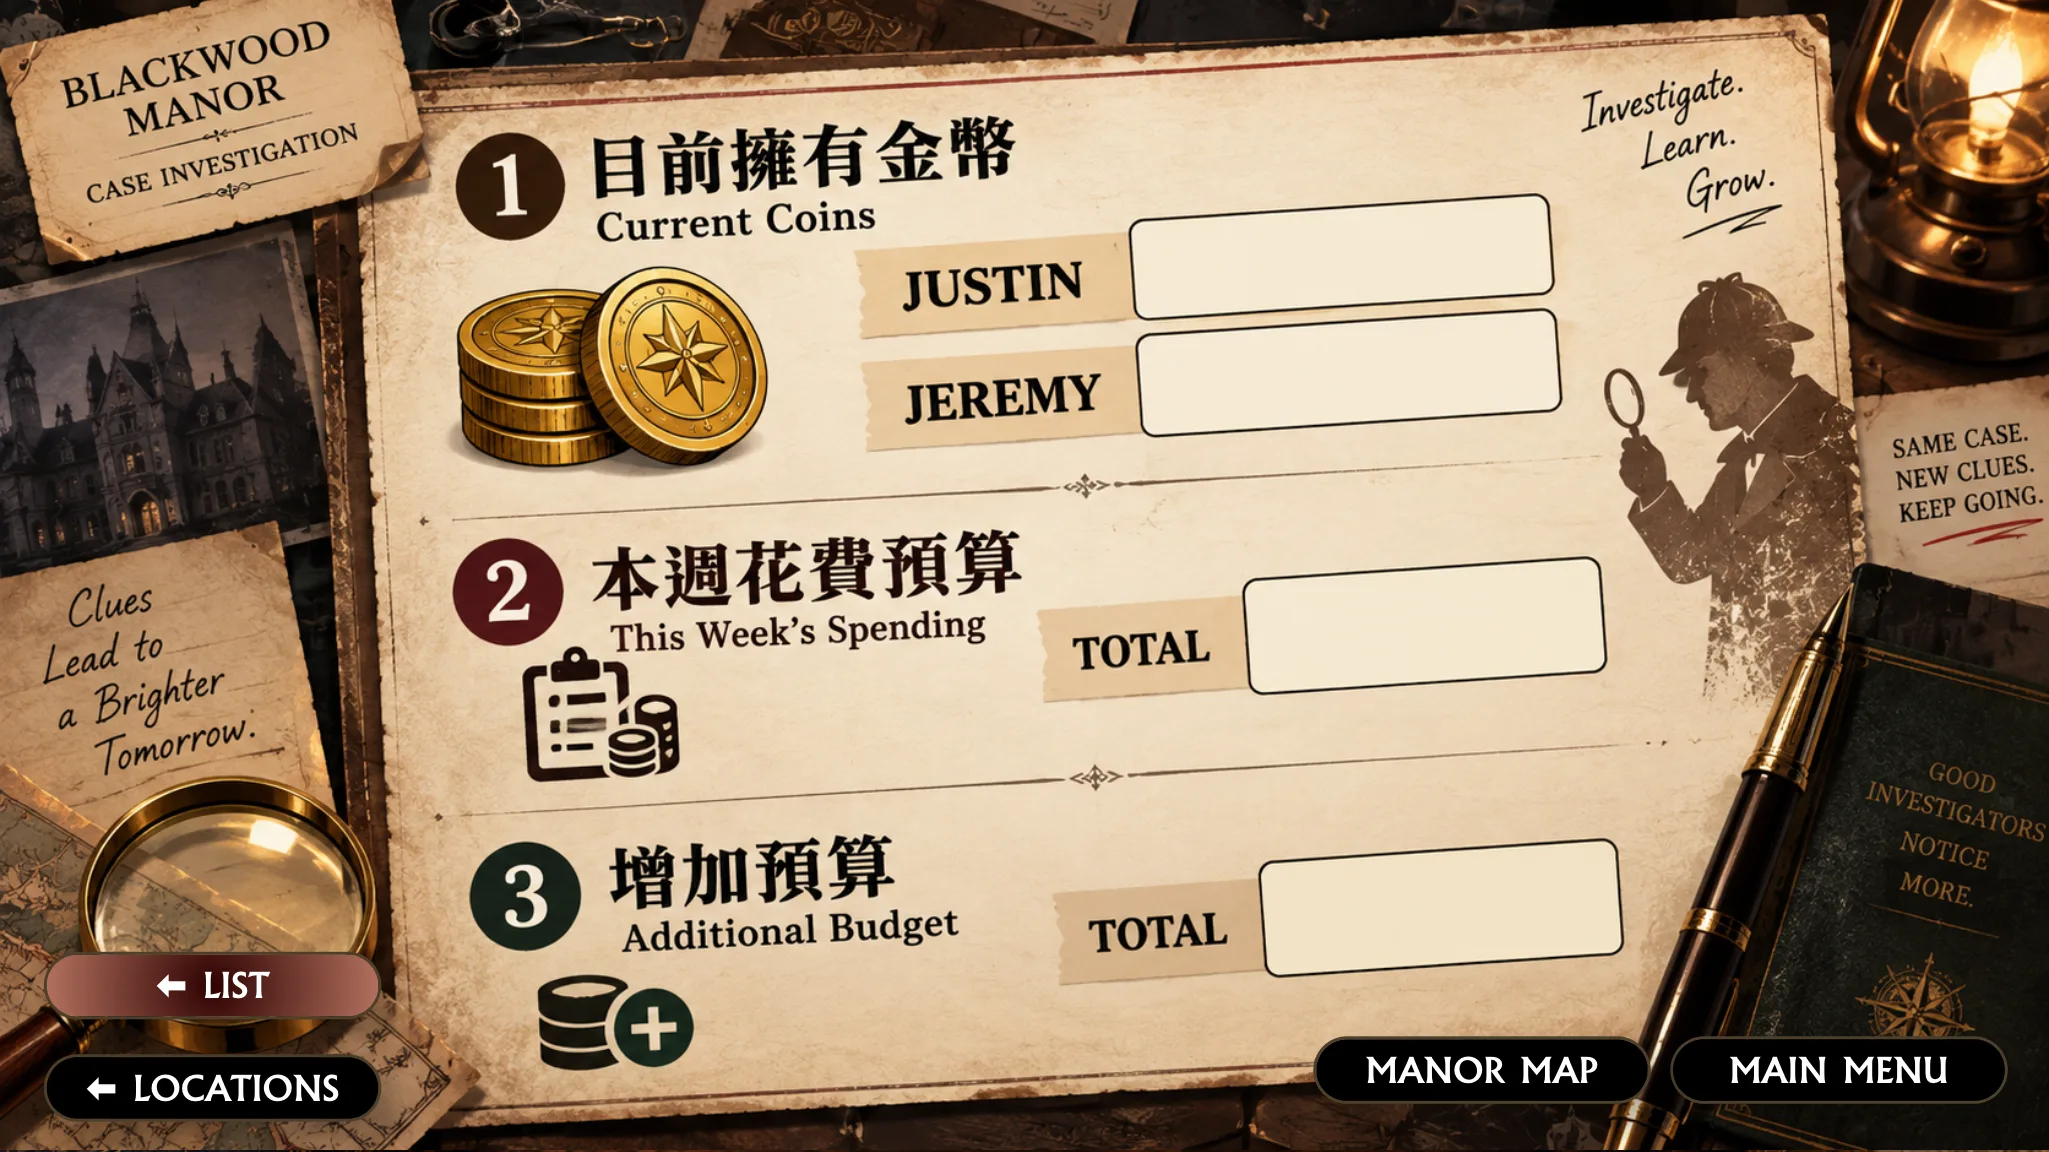 BLACKWOOD
MANOR
CASE INVESTIGATION
Investigate.
Learn.
Grow.
1
目前擁有金幣
Current Coins
JUSTIN
JEREMY
SAME CASE.
NEW CLUES.
KEEP GOING.
2
本週花費預算
This Week's Spending
TOTAL
Clues
Lead to
a Brighter
Tomorrow.
3
增加預算
Additional Budget
TOTAL
GOOD
INVESTIGATORS
NOTICE
MORE.
← LIST
← LOCATIONS
MANOR MAP
MAIN MENU